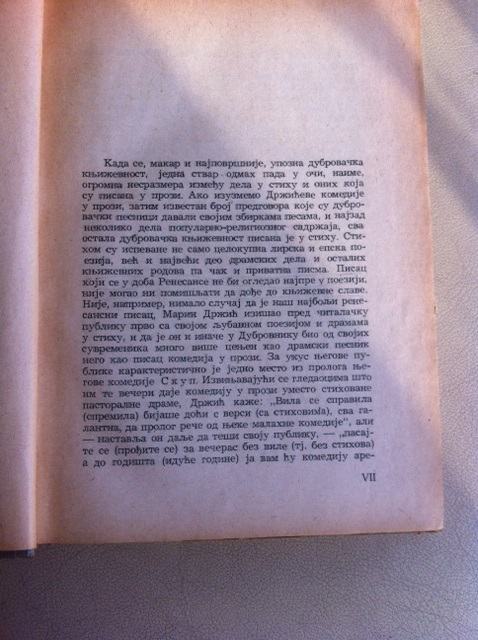 Када се, макар и најповршније, упозна дубровачка
књижевност, једна ствар одмах пада у очи, наиме,
огромна несразмера између дела у стиху и оних која
су писана у прози. Ако изузмемо Држићеве комедије
у прози, затим известан број предговора које су дубро-
вачки песници давали својим збиркама песама, и најзад
неколико дела популарно-религиозног садржаја, сва
остала дубровачка књижевност писана је у стиху. Сти-
хом су испеване не само целокупна лирска и епска по-
езија, већ и највећи део драмских дела и осталих
књижевних родова па чак и приватна писма. Писац
који се у доба Ренесансе не би огледао најпре у поезији,
није могао ни помишљати да дође до књижевне славе.
Није, например, нимало случај да је наш најбољи рене-
сансни писац, Марин Држић изишао пред читалачку
публику прво са својом љубавном поезијом и драмама
у стиху, и да је он и иначе у Дубровнику био од својих
сувременика много више цењен као драмски песник
него као писац комедија у прози. За укус његове пу-
блике карактеристично је једно место из пролога ње-
гове комедије Скуп. Извињавајући се гледаоцима што
им те вечери даје комедију у прози уместо стиховане
пасторалне драме, Држић каже: „Вила се справила
(спремила) бијаше доћи с верси (са стиховима), сва га-
лантна, да пролог рече од њеке малахне комедије", али
— наставља он даље да теши своју публику, — „пасај-
те се (прођите се) за вечерас без виле (тј. без стихова)
а до годишта (идуће године) ја вам ћу комедију аре-
VII